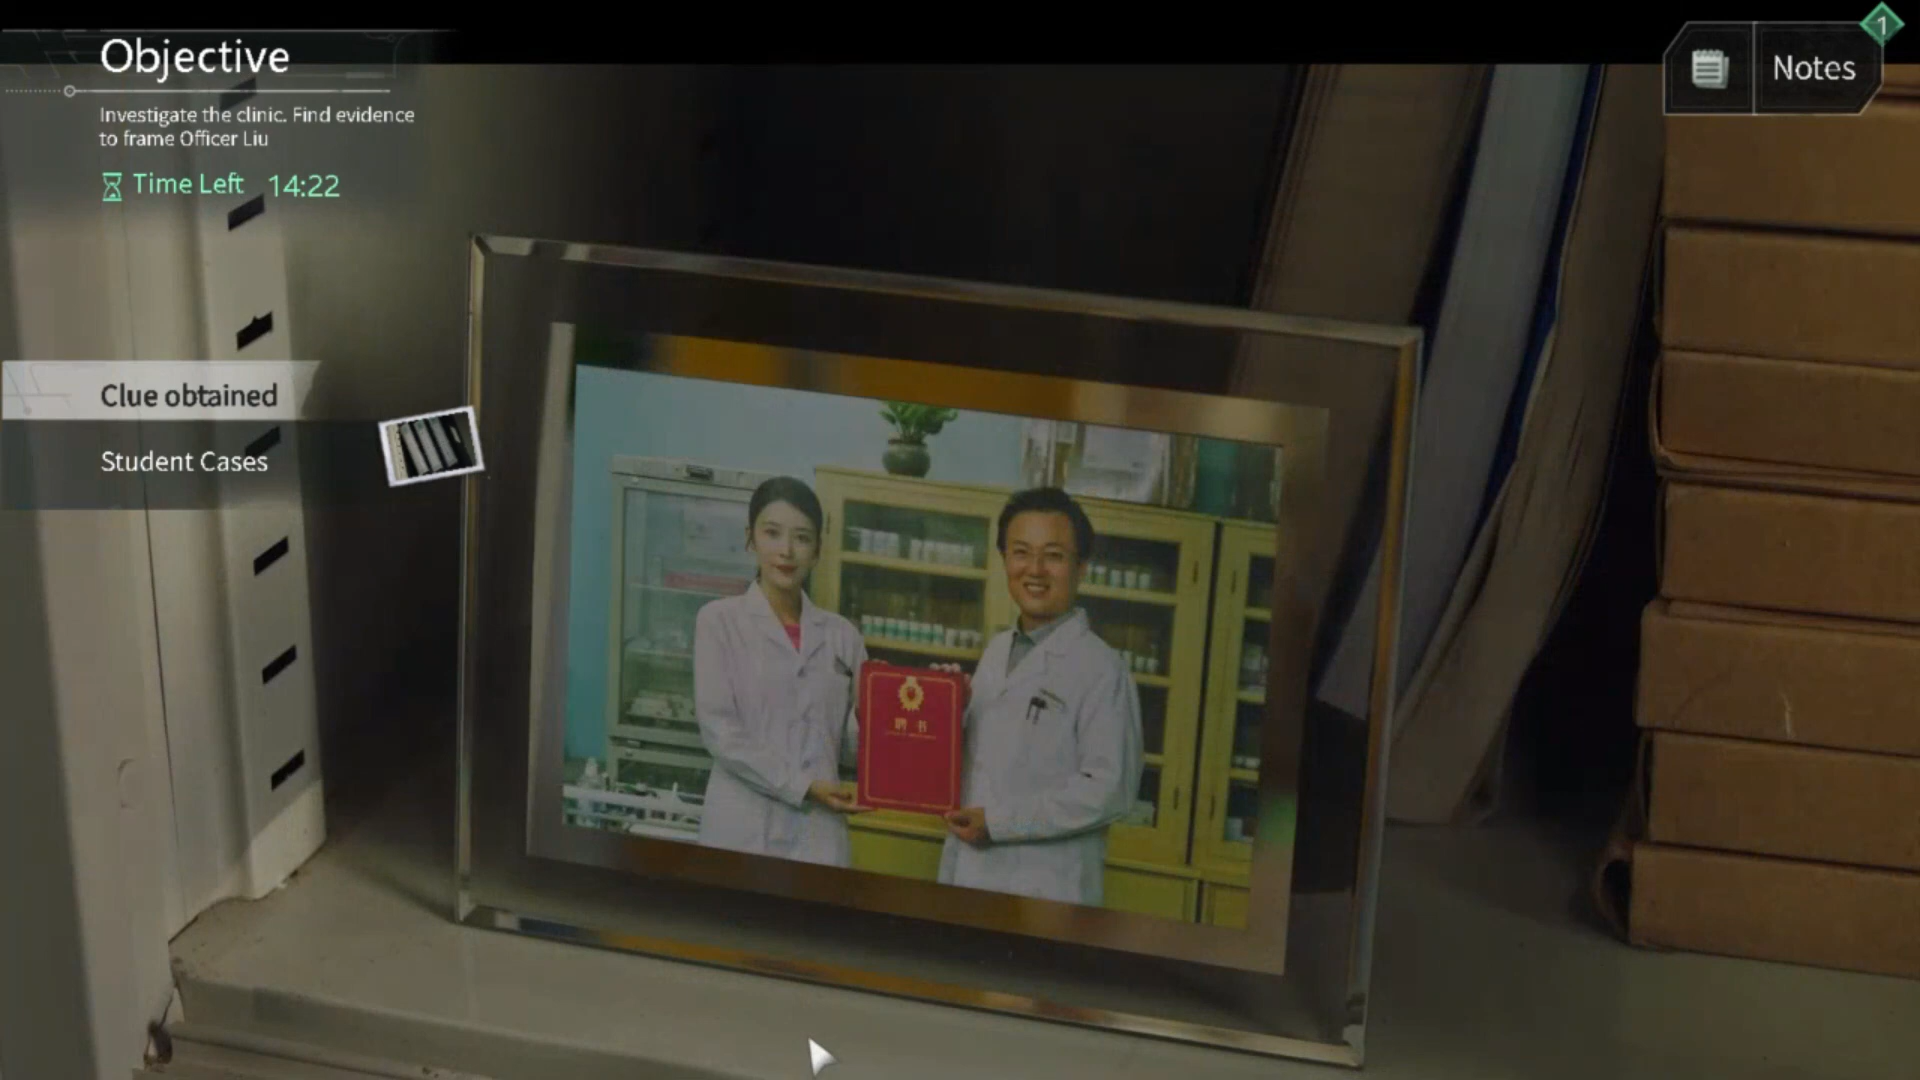 Objective
Investigate the clinic. Find evidence
to frame Officer Liu
Time Left 14:22
1
Notes
Clue obtained
Student Cases
聘书